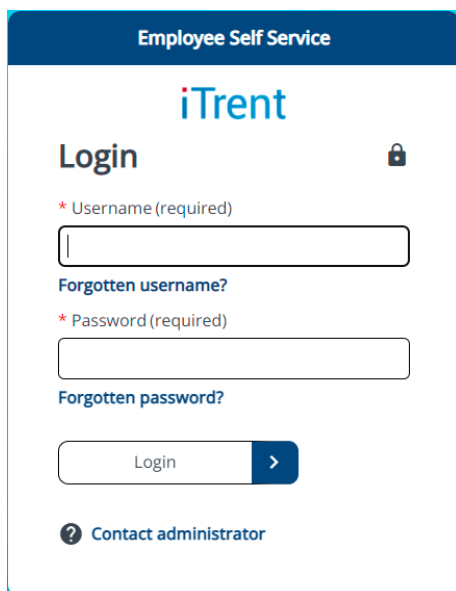 Employee Self Service
iTrent
Login
* Username (required)
Forgotten username?
* Password (required)
Forgotten password?
Login
Contact administrator